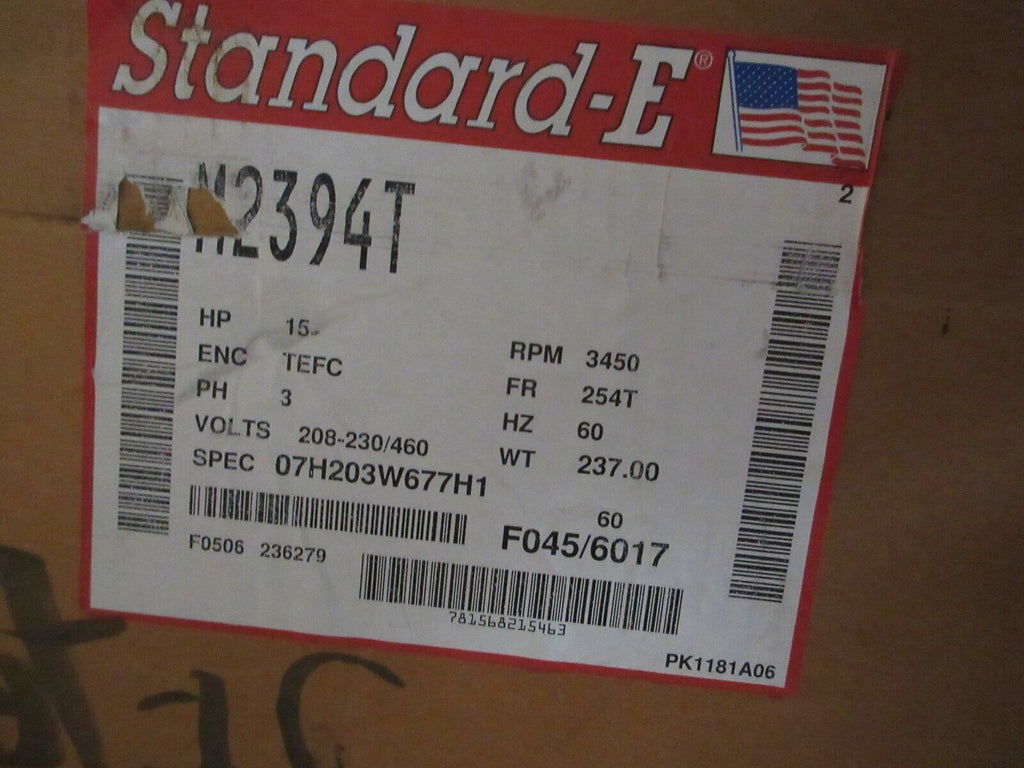 Standard-E®
2
M2394T
HP 15.
ENC TEFC
PH 3
VOLTS 208-230/460
SPEC 07H203W677H1
RPM 3450
FR 254T
HZ 60
WT 237.00
60
F045/6017
F0506 236279
781568215463
PK1181A06